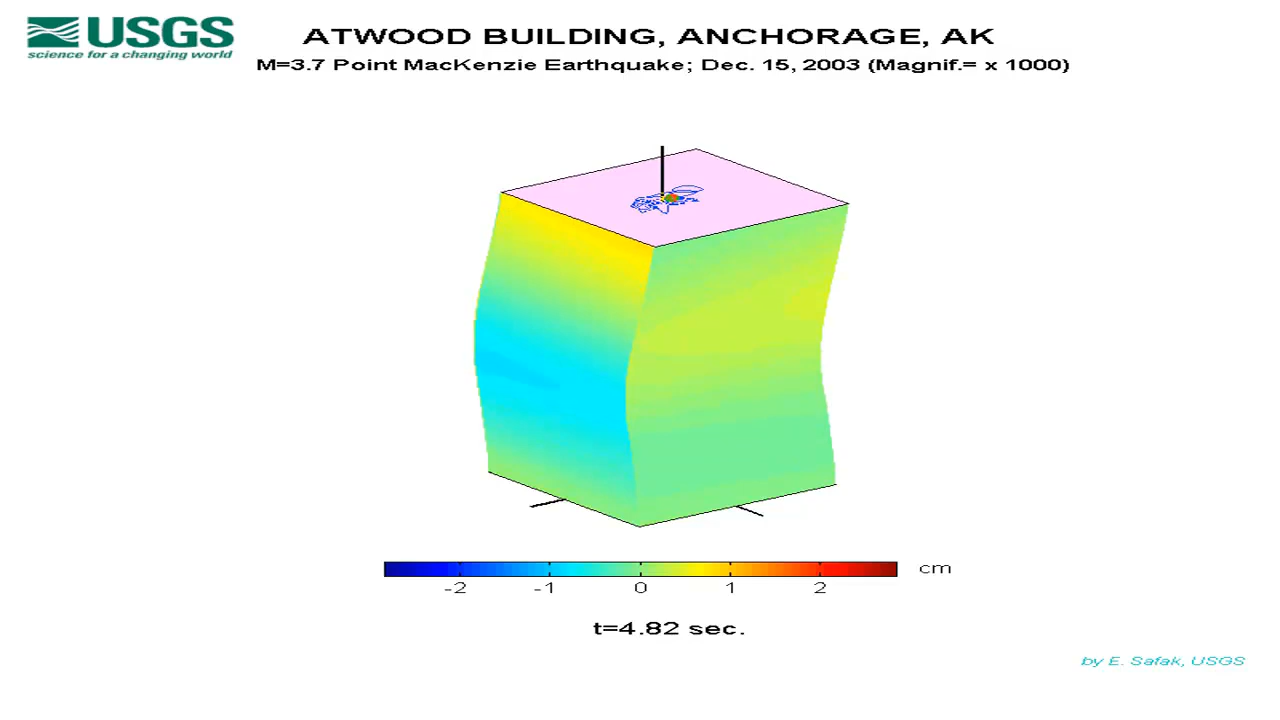 USGS
science for a changing world
ATWOOD BUILDING, ANCHORAGE, AK
M=3.7 Point MacKenzie Earthquake; Dec. 15, 2003 (Magnif.= x 1000)
-2 -1 0 1 2 cm
t=4.82 sec.
by E. Safak, USGS